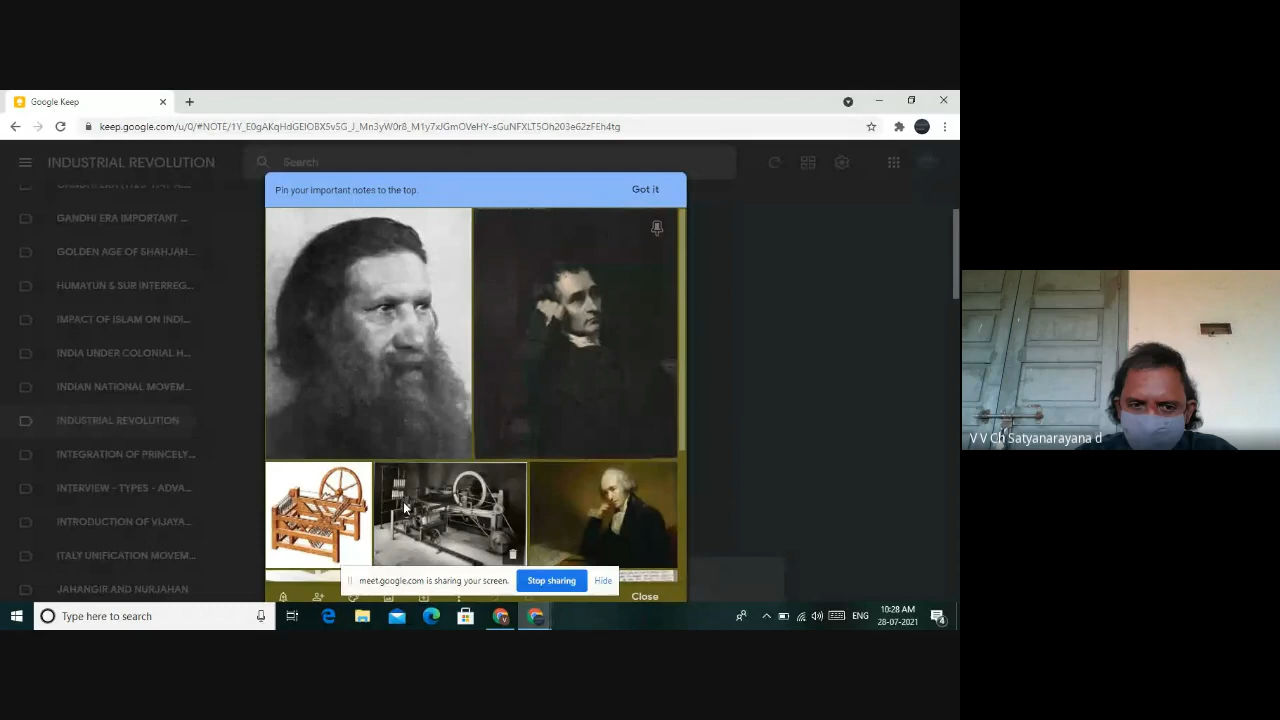 Google Keep
keep.google.com/u/0/#NOTE/
INDUSTRIAL REVOLUTION
Search
Pin your important notes to the top.
Got it
GANDHI ERA IMPORTANT ...
GOLDEN AGE OF SHAHJAH...
HUMAYUN & SUR INTERREG...
IMPACT OF ISLAM ON INDI...
INDIA UNDER COLONIAL H...
INDIAN NATIONAL MOVEM...
INDUSTRIAL REVOLUTION
INTEGRATION OF PRINCELY...
INTERVIEW - TYPES - ADVA...
INTRODUCTION OF VIJAYA...
ITALY UNIFICATION MOVEM...
JAHANGIR AND NURJAHAN
V V Ch Satyanarayana d
meet.google.com is sharing your screen.
Stop sharing
Hide
Close
Type here to search
ENG
10:28 AM
28-07-2021
4